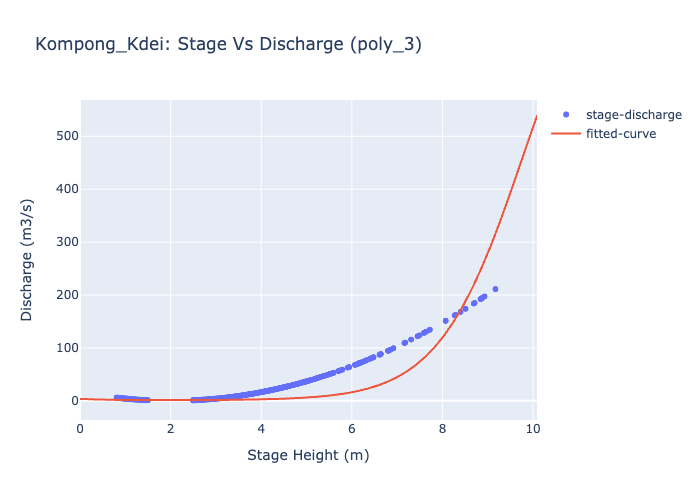 Kompong_Kdei: Stage Vs Discharge (poly_3)
stage-discharge
fitted-curve
500
400
300
200
100
0
Discharge (m3/s)
0 2 4 6 8 10
Stage Height (m)